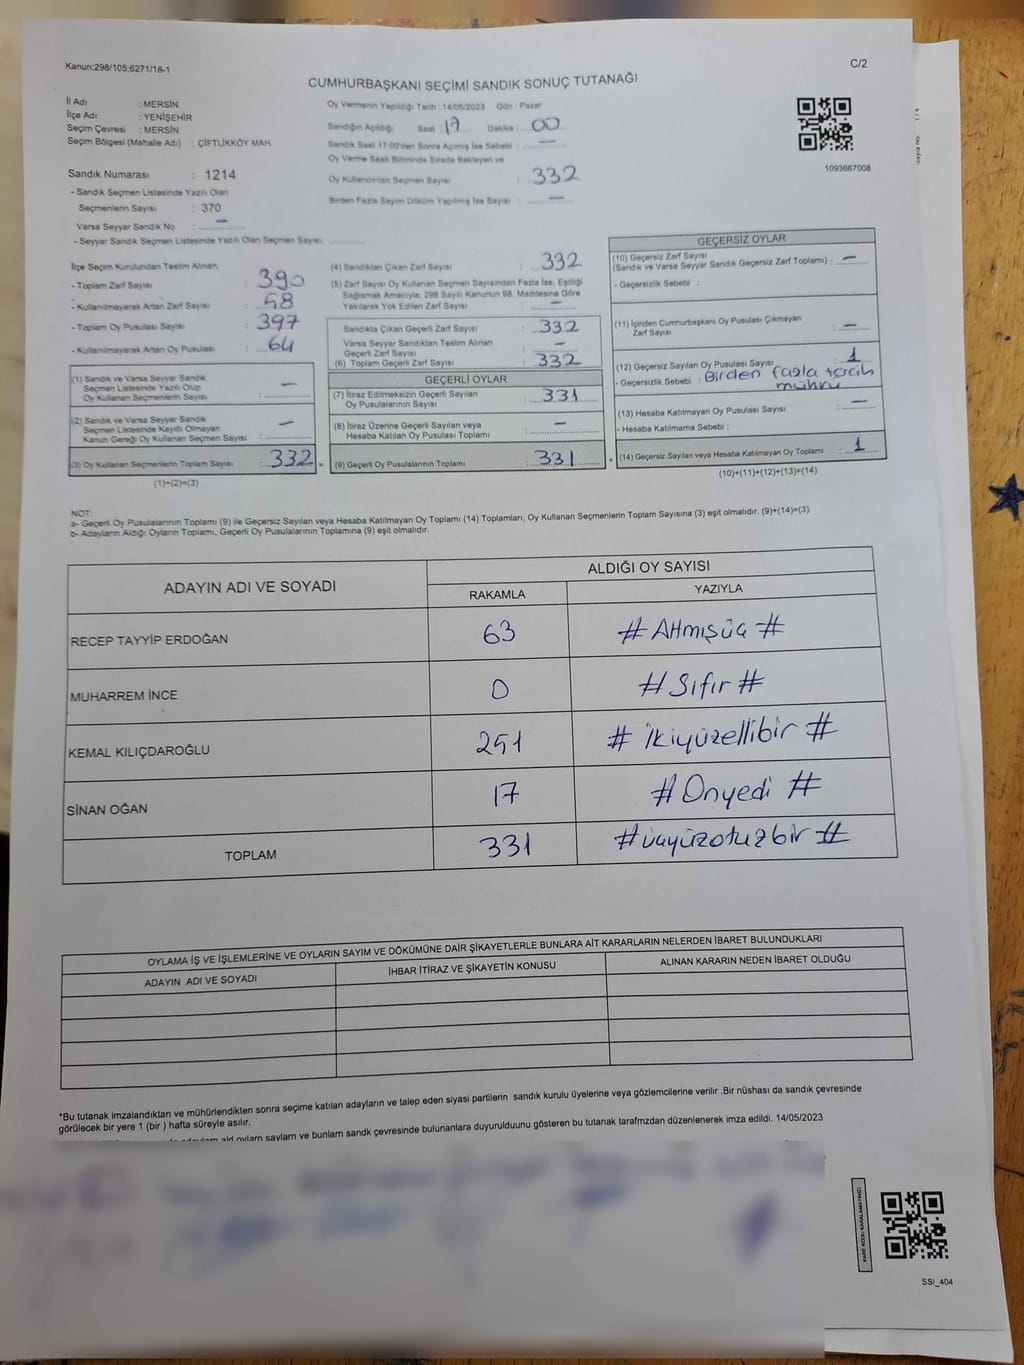 Kanun;298/105;6271/16-1
C/2
CUMHURBAŞKANI SEÇİMİ SANDIK SONUÇ TUTANAĞI
İl Adı : MERSİN
İlçe Adı : YENİŞEHİR
Seçim Çevresi : MERSİN
Seçim Bölgesi (Mahalle Adı) : ÇİFTLİKKÖY MAH.
Sandık Numarası : 1214
- Sandık Seçmen Listesinde Yazılı Olan
Seçmenlerin Sayısı : 370
Varsa Seyyar Sandık No : —
- Seyyar Sandık Seçmen Listesinde Yazılı Olan Seçmen Sayısı:
Oy Vermenin Yapıldığı Tarih : 14/05/2023 Gün : Pazar
Sandığın Açıldığı Saat : 17 Dakika : 00
Sandık Saat 17:00'den Sonra Açımış İse Sebebi : —
Oy Verme Saati Bitiminde Sırada Bekleyen ve
Oy Kullandırılan Seçmen Sayısı : 332
Birden Fazla Sayım Döküm Yapılmış İse Sayısı : —
1093667008
İlçe Seçim Kurulundan Teslim Alınan;
- Toplam Zarf Sayısı : 390
- Kullanılmayarak Artan Zarf Sayısı : 58
- Toplam Oy Pusulası Sayısı : 397
- Kullanılmayarak Artan Oy Pusulası : 64
(1) Sandık ve Varsa Seyyar Sandık
Seçmen Listesinde Yazılı Olup
Oy Kullanan Seçmenlerin Sayısı : —
(2) Sandık ve Varsa Seyyar Sandık
Seçmen Listesinde Kayıtlı Olmayan
Kanun Gereği Oy Kullanan Seçmen Sayısı : —
(3) Oy Kullanan Seçmenlerin Toplam Sayısı : 332
(1)+(2)=(3)
(4) Sandıktan Çıkan Zarf Sayısı : 332
(5) Zarf Sayısı Oy Kullanan Seçmen Sayısından Fazla İse, Eşitliği
Sağlamak Amacıyla; 298 Sayılı Kanunun 98. Maddesine Göre
Yakılarak Yok Edilen Zarf Sayısı : —
Sandıkta Çıkan Geçerli Zarf Sayısı : 332
Varsa Seyyar Sandıktan Teslim Alınan
Geçerli Zarf Sayısı : —
(6) Toplam Geçerli Zarf Sayısı : 332
GEÇERLİ OYLAR
(7) İtiraz Edilmeksizin Geçerli Sayılan
Oy Pusulalarının Sayısı : 331
(8) İtiraz Üzerine Geçerli Sayılan veya
Hesaba Katılan Oy Pusulası Toplamı : —
(9) Geçerli Oy Pusulalarının Toplamı : 331
GEÇERSİZ OYLAR
(10) Geçersiz Zarf Sayısı
(Sandık ve Varsa Seyyar Sandık Geçersiz Zarf Toplamı) : —
- Geçersizlik Sebebi :
(11) İçinden Cumhurbaşkanı Oy Pusulası Çıkmayan
Zarf Sayısı : —
(12) Geçersiz Sayılan Oy Pusulası Sayısı : 1
- Geçersizlik Sebebi : Birden fazla tercih
mührü
(13) Hesaba Katılmayan Oy Pusulası Sayısı : —
- Hesaba Katılmama Sebebi :
(14) Geçersiz Sayılan veya Hesaba Katılmayan Oy Toplamı : 1
(10)+(11)+(12)+(13)=(14)
NOT:
a- Geçerli Oy Pusulalarının Toplamı (9) ile Geçersiz Sayılan veya Hesaba Katılmayan Oy Toplamı (14) Toplamları, Oy Kullanan Seçmenlerin Toplam Sayısına (3) eşit olmalıdır. (9)+(14)=(3)
b- Adayların Aldığı Oyların Toplamı, Geçerli Oy Pusulalarının Toplamına (9) eşit olmalıdır.
ADAYIN ADI VE SOYADI
ALDIĞI OY SAYISI
RAKAMLA YAZIYLA
RECEP TAYYİP ERDOĞAN 63 # Altmışüç #
MUHARREM İNCE 0 # Sıfır #
KEMAL KILIÇDAROĞLU 251 # İkiyüzellibir #
SİNAN OĞAN 17 # Onyedi #
TOPLAM 331 # üçyüzotuzbir #
OYLAMA İŞ VE İŞLEMLERİNE VE OYLARIN SAYIM VE DÖKÜMÜNE DAİR ŞİKAYETLERLE BUNLARA AİT KARARLARIN NELERDEN İBARET BULUNDUKLARI
ADAYIN ADI VE SOYADI İHBAR İTİRAZ VE ŞİKAYETİN KONUSU ALINAN KARARIN NEDEN İBARET OLDUĞU
*Bu tutanak imzalandıktan ve mühürlendikten sonra seçime katılan adayların ve talep eden siyasi partilerin sandık kurulu üyelerine veya gözlemcilerine verilir .Bir nüshası da sandık çevresinde
görülecek bir yere 1 (bir ) hafta süreyle asılır.
oyların sayların ve bunların sandk çevresinde bulunanlara duyurulduunu gösteren bu tutanak tarafmzdan düzenlenerek imza edildi. 14/05/2023
KARE KODU KARALAMAYINIZ!
SSI_404